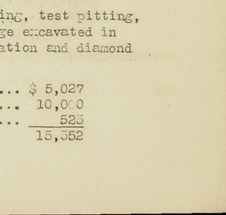 ing, test pitting,
ge excavated in
ation and diamond
... $ 5,027
... 10,000
... 525
15,552